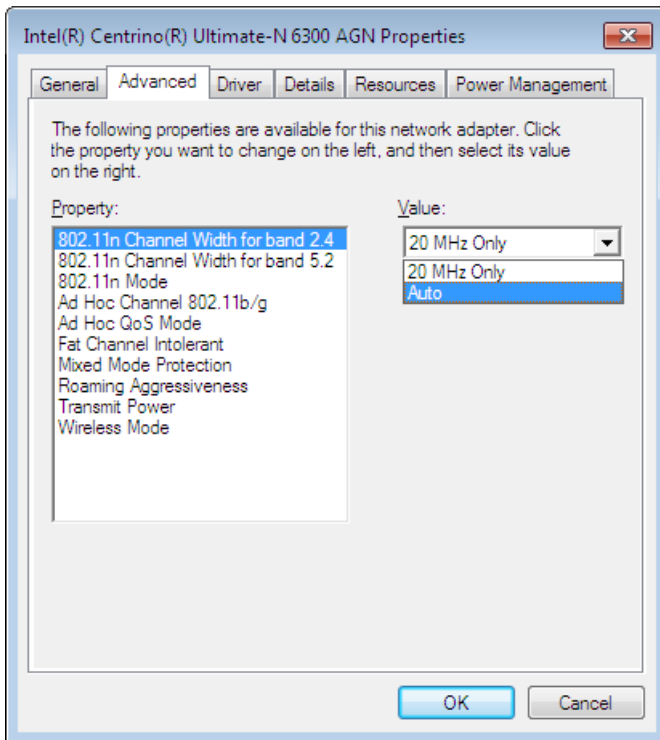 Intel(R) Centrino(R) Ultimate-N 6300 AGN Properties
General Advanced Driver Details Resources Power Management
The following properties are available for this network adapter. Click
the property you want to change on the left, and then select its value
on the right.
Property:
802.11n Channel Width for band 2.4
802.11n Channel Width for band 5.2
802.11n Mode
Ad Hoc Channel 802.11b/g
Ad Hoc QoS Mode
Fat Channel Intolerant
Mixed Mode Protection
Roaming Aggressiveness
Transmit Power
Wireless Mode
Value:
20 MHz Only
20 MHz Only
Auto
OK Cancel